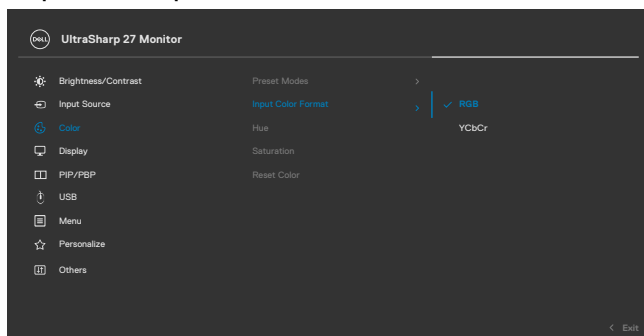 DELL UltraSharp 27 Monitor
Brightness/Contrast Preset Modes >
Input Source Input Color Format > ✓ RGB
Color Hue YCbCr
Display Saturation
PIP/PBP Reset Color
USB
Menu
Personalize
Others
< Exit